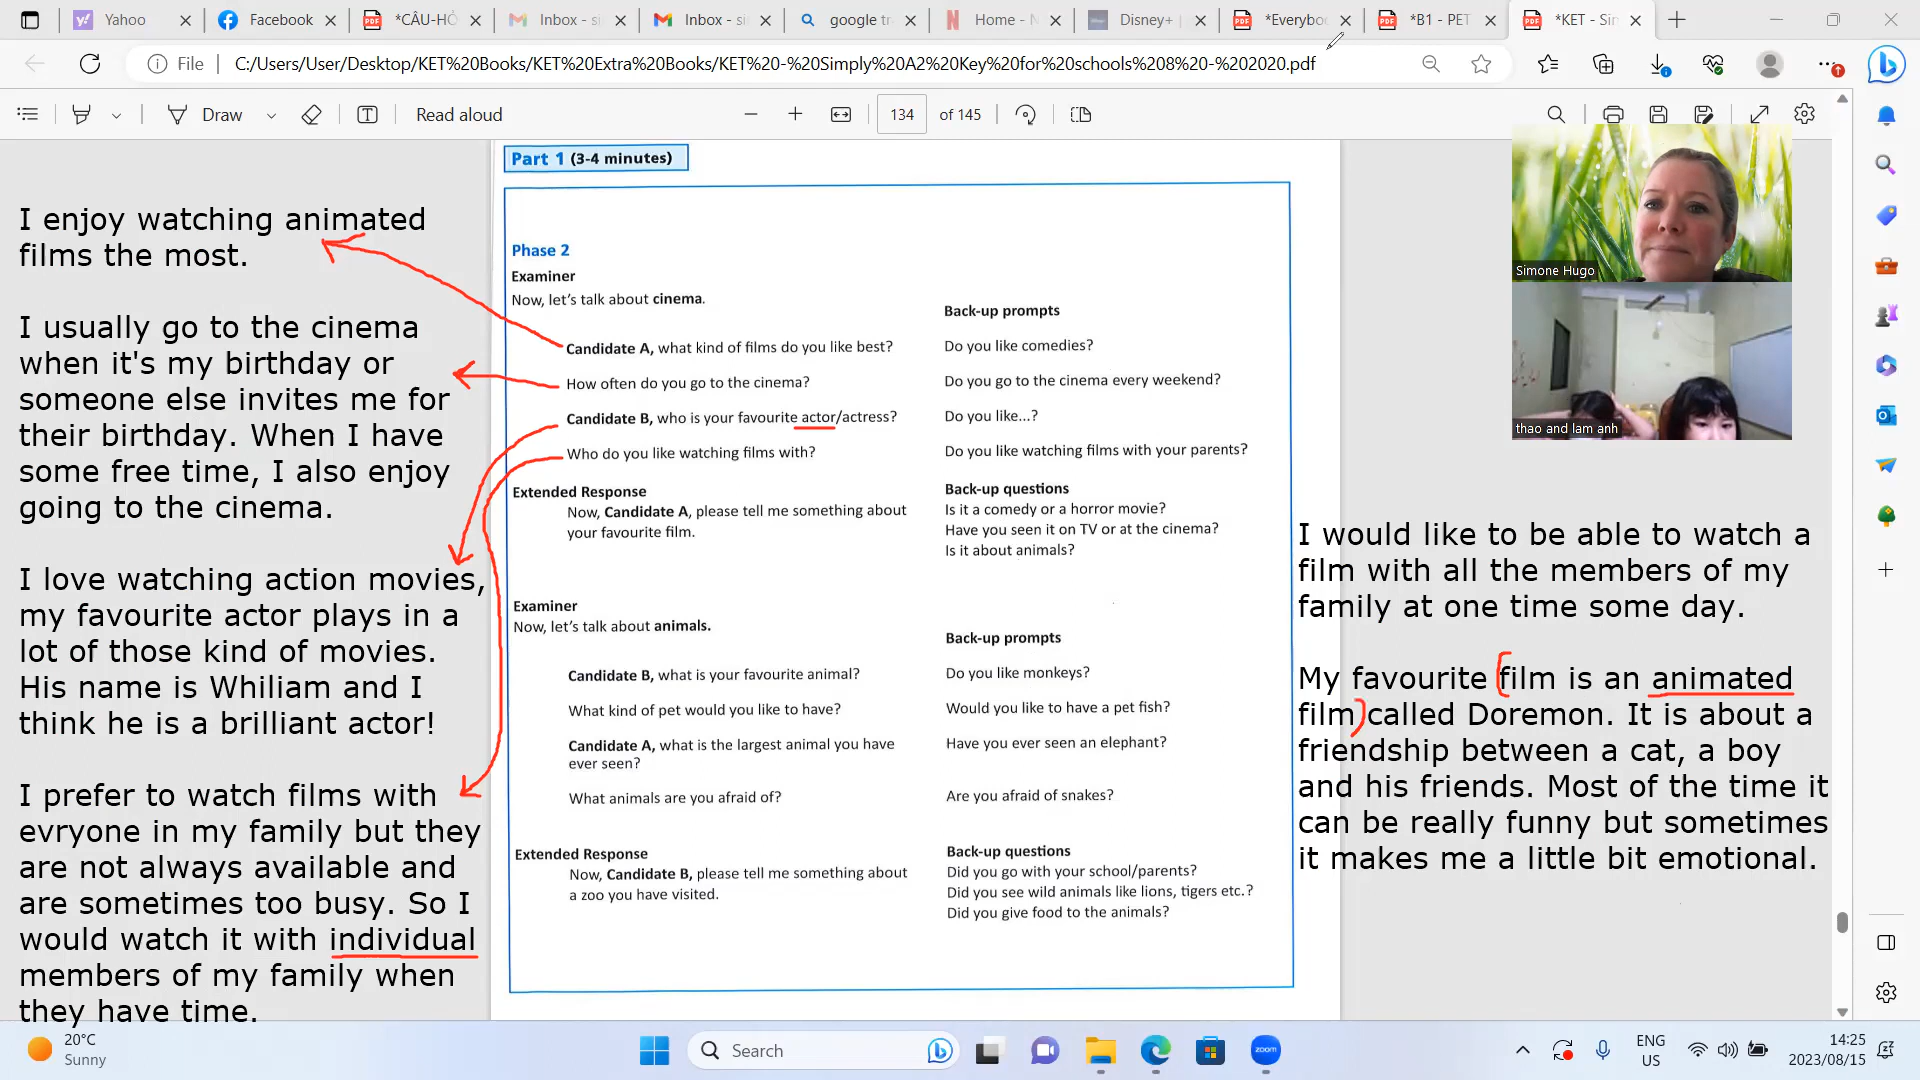 Yahoo
Facebook
*CÂU-HỎ
Inbox - si
Inbox - si
google tr
Home - N
Disney+ |
*Everybo
*B1 - PET
*KET - Sin
File
C:/Users/User/Desktop/KET%20Books/KET%20Extra%20Books/KET%20-%20Simply%20A2%20Key%20for%20schools%208%20-%202020.pdf
Draw
Read aloud
134 of 145
Part 1 (3-4 minutes)
Phase 2
Examiner
Now, let's talk about cinema.
Back-up prompts
Candidate A, what kind of films do you like best?
Do you like comedies?
How often do you go to the cinema?
Do you go to the cinema every weekend?
Candidate B, who is your favourite actor/actress?
Do you like...?
Who do you like watching films with?
Do you like watching films with your parents?
Extended Response
Now, Candidate A, please tell me something about
your favourite film.
Back-up questions
Is it a comedy or a horror movie?
Have you seen it on TV or at the cinema?
Is it about animals?
Examiner
Now, let's talk about animals.
Back-up prompts
Candidate B, what is your favourite animal?
Do you like monkeys?
What kind of pet would you like to have?
Would you like to have a pet fish?
Candidate A, what is the largest animal you have
ever seen?
Have you ever seen an elephant?
What animals are you afraid of?
Are you afraid of snakes?
Extended Response
Now, Candidate B, please tell me something about
a zoo you have visited.
Back-up questions
Did you go with your school/parents?
Did you see wild animals like lions, tigers etc.?
Did you give food to the animals?
I enjoy watching animated
films the most.
I usually go to the cinema
when it's my birthday or
someone else invites me for
their birthday. When I have
some free time, I also enjoy
going to the cinema.
I love watching action movies,
my favourite actor plays in a
lot of those kind of movies.
His name is Whiliam and I
think he is a brilliant actor!
I prefer to watch films with
evryone in my family but they
are not always available and
are sometimes too busy. So I
would watch it with individual
members of my family when
they have time.
Simone Hugo
thao and lam anh
I would like to be able to watch a
film with all the members of my
family at one time some day.
My favourite (film is an animated
film) called Doremon. It is about a
friendship between a cat, a boy
and his friends. Most of the time it
can be really funny but sometimes
it makes me a little bit emotional.
20°C
Sunny
Search
zoom
ENG
US
14:25
2023/08/15